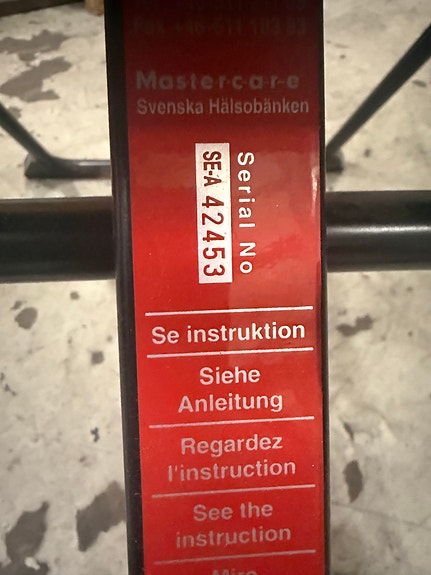 Mastercare
Svenska Hälsobänken
Serial No
SE-A 42453
Se instruktion
Siehe
Anleitung
Regardez
l'instruction
See the
instruction